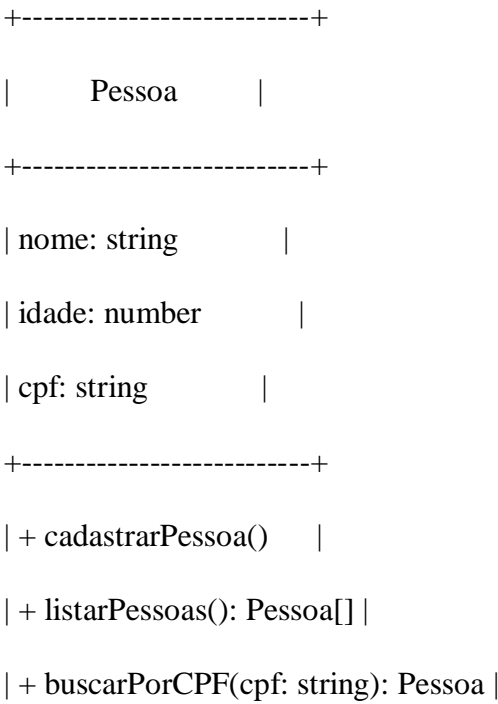 +---------------------------+
| Pessoa |
+---------------------------+
| nome: string |
| idade: number |
| cpf: string |
+---------------------------+
| + cadastrarPessoa() |
| + listarPessoas(): Pessoa[] |
| + buscarPorCPF(cpf: string): Pessoa |